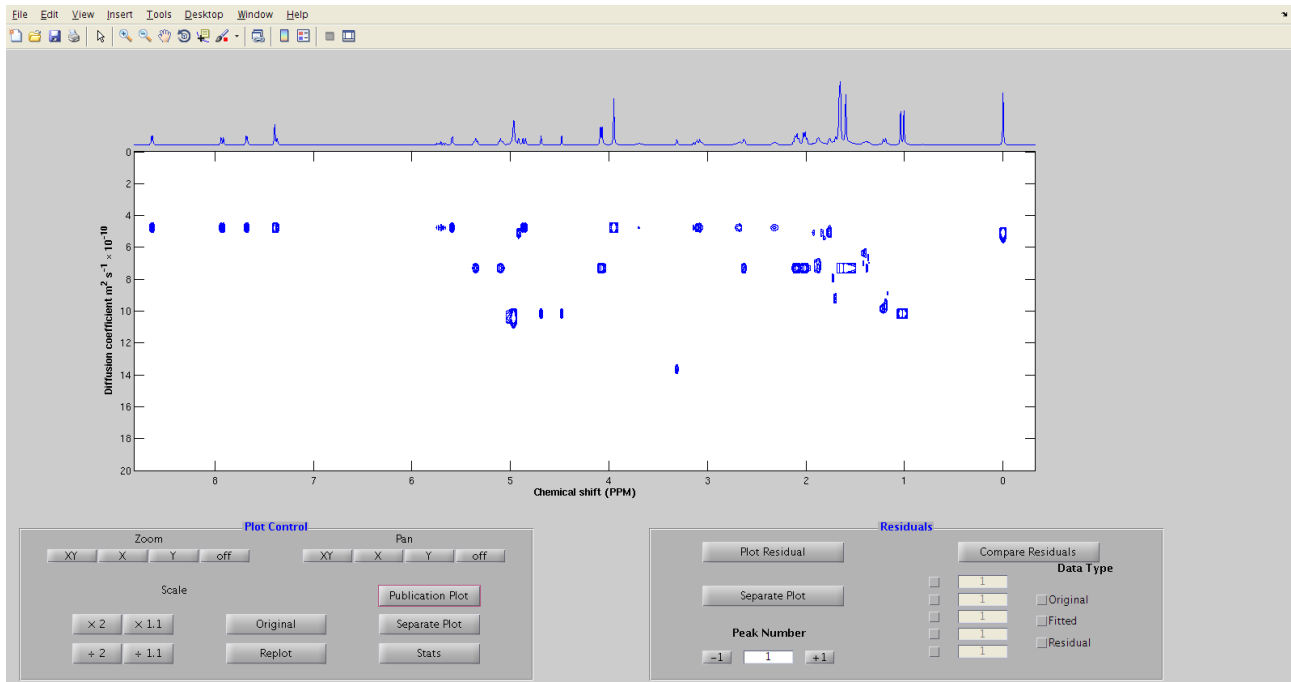 File Edit View Insert Tools Desktop Window Help
0
2
4
6
8
10
12
14
16
18
20
Diffusion coefficient m² s⁻¹ × 10⁻¹⁰
8 7 6 5 4 3 2 1 0
Chemical shift (PPM)
Plot Control
Zoom Pan
XY X Y off XY X Y off
Scale
Publication Plot
× 2 × 1.1 Original Separate Plot
÷ 2 ÷ 1.1 Replot Stats
Residuals
Plot Residual Compare Residuals
Data Type
1
Separate Plot 1 Original
1 Fitted
Peak Number 1 Residual
−1 1 +1 1